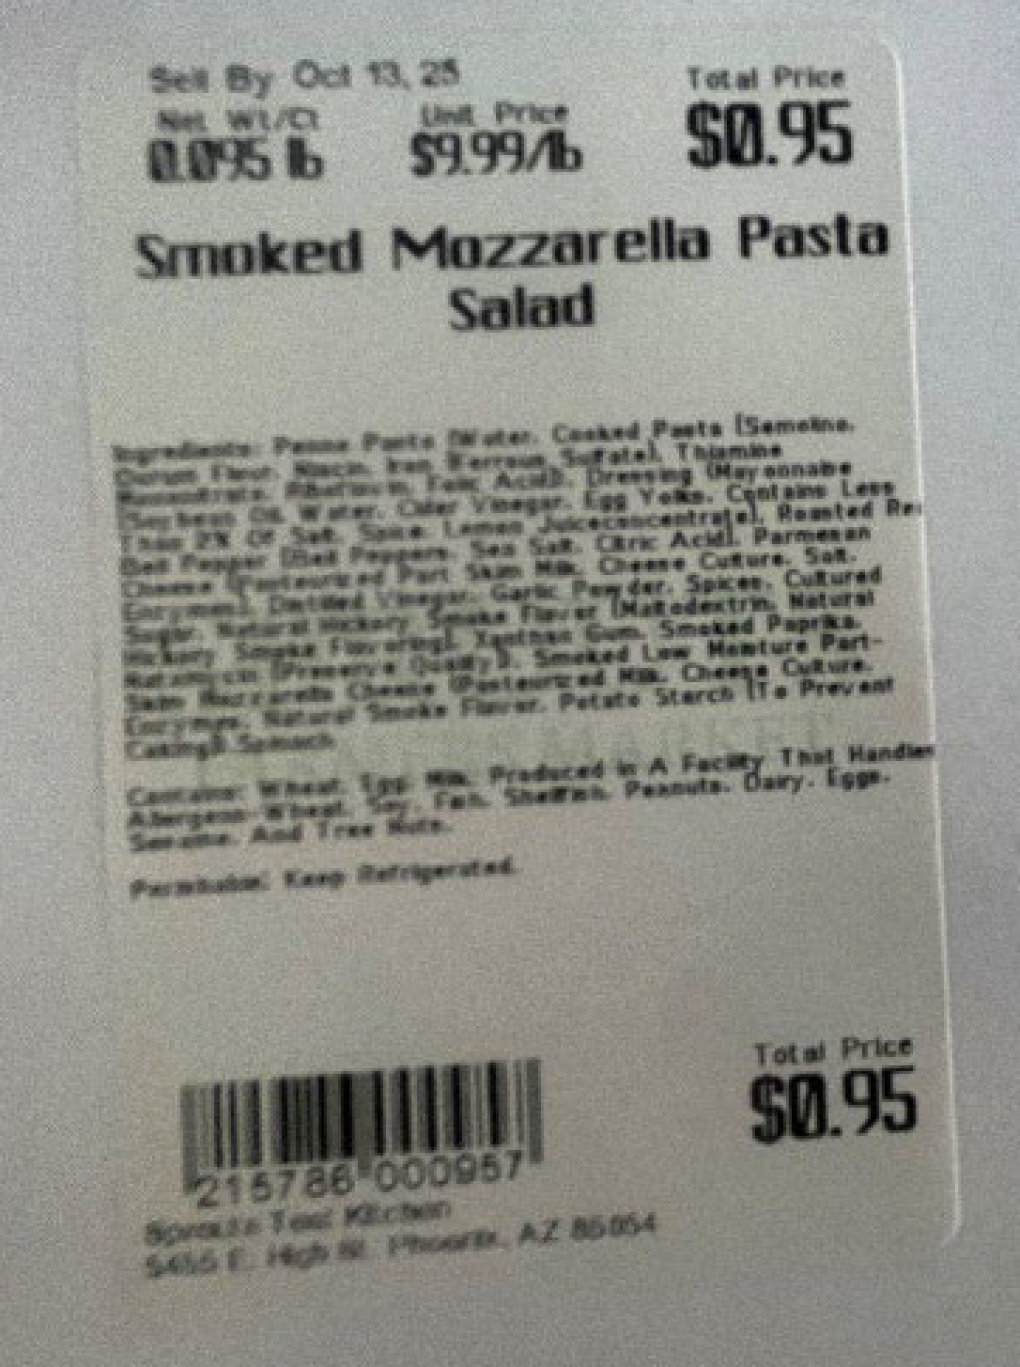 Sell By Oct 13, 25
Total Price
Net Wt/Ct
Unit Price
0.095 lb
$9.99/lb
$0.95
Smoked Mozzarella Pasta
Salad
Ingredients: Penne Pasta (Water, Cooked Pasta (Semolina,
Durum Flour, Niacin, Iron (Ferrous Sulfate), Thiamine
Mononitrate, Riboflavin, Folic Acid), Dressing (Mayonnaise
(Soybean Oil, Water, Cider Vinegar, Egg Yolks, Contains Less
Than 2% Of Salt, Spice, Lemon Juiceconcentrate), Roasted Re
Bell Pepper (Bell Peppers, Sea Salt, Citric Acid), Parmesan
Cheese (Pasteurized Part Skim Milk, Cheese Culture, Salt,
Enzymes), Distilled Vinegar, Garlic Powder, Spices, Cultured
Sugar, Natural Hickory Smoke Flavor (Maltodextrin, Natural
Hickory Smoke Flavoring), Xanthan Gum, Smoked Paprika,
Natamycin (Preserve Quality)), Smoked Low Moisture Part-
Skim Mozzarella Cheese (Pasteurized Milk, Cheese Culture,
Enzymes, Natural Smoke Flavor, Potato Starch (To Prevent
Caking)), Spinach
Contains: Wheat, Egg, Milk, Produced in A Facility That Handles
Allergens-Wheat, Soy, Fish, Shellfish, Peanuts, Dairy, Eggs,
Sesame, And Tree Nuts.
Perishable: Keep Refrigerated.
Total Price
$0.95
215786 000957
Sprouts Test Kitchen
5455 E. High St. Phoenix, AZ 85054